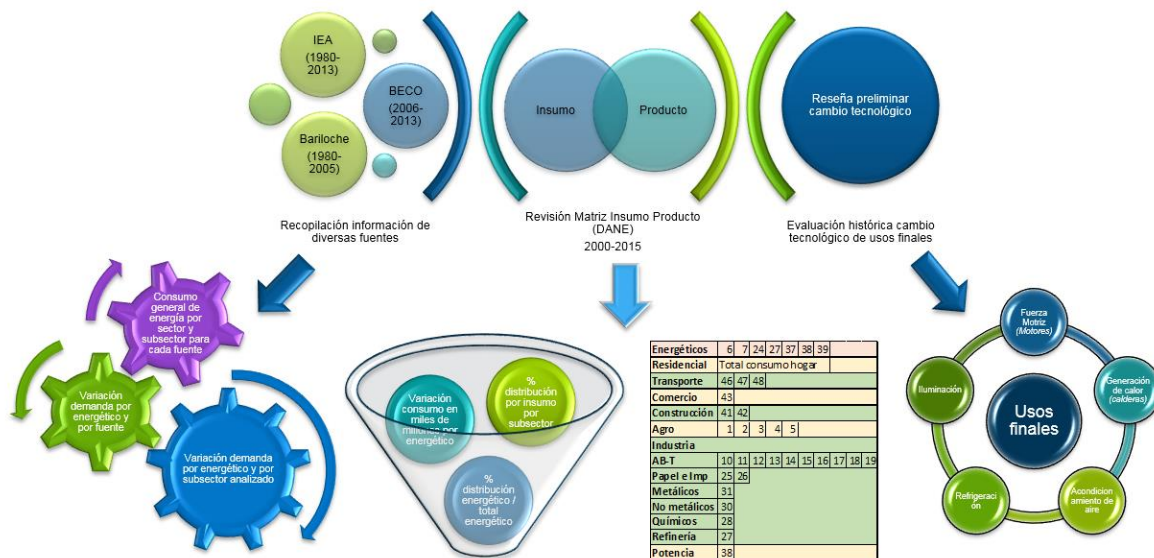 IEA
(1980-
2013)
BECO
(2006-
2013)
Bariloche
(1980-
2005)
Insumo
Producto
Reseña preliminar
cambio tecnológico
Recopilación información de
diversas fuentes
Revisión Matriz Insumo Producto
(DANE)
2000-2015
Evaluación histórica cambio
tecnológico de usos finales
Consumo
general de
energía por
sector y
subsector para
cada fuente
Variación
demanda por
energético y
por fuente
Variación demanda
por energético y por
subsector analizado
Variación
consumo en
miles de
millones por
energético
%
distribución
por insumo por
subsector
%
distribución
energético /
total
energético
Energéticos 6 7 24 27 37 38 39
Residencial Total consumo hogar
Transporte 46 47 48
Comercio 43
Construcción 41 42
Agro 1 2 3 4 5
Industria
AB-T 10 11 12 13 14 15 16 17 18 19
Papel e Imp 25 26
Metálicos 31
No metálicos 30
Químicos 28
Refinería 27
Potencia 38
Fuerza
Motriz
(Motores)
Iluminación
Generación
de calor
(calderas)
Usos
finales
Refrigeraci
ón
Acondicion
amiento de
aire